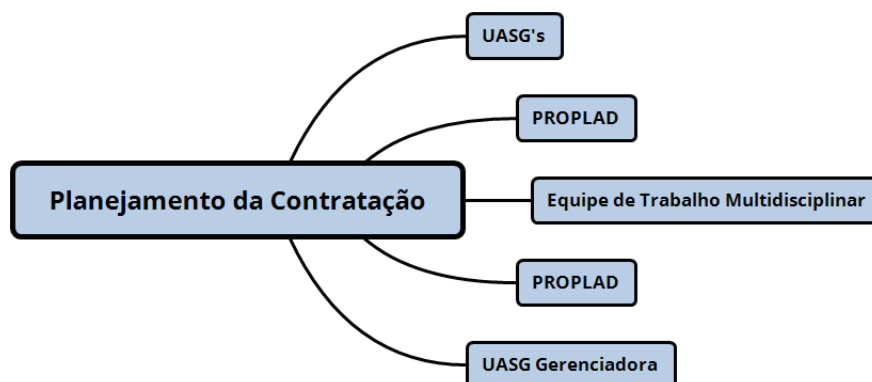 UASG's
PROPLAD
Planejamento da Contratação
Equipe de Trabalho Multidisciplinar
PROPLAD
UASG Gerenciadora